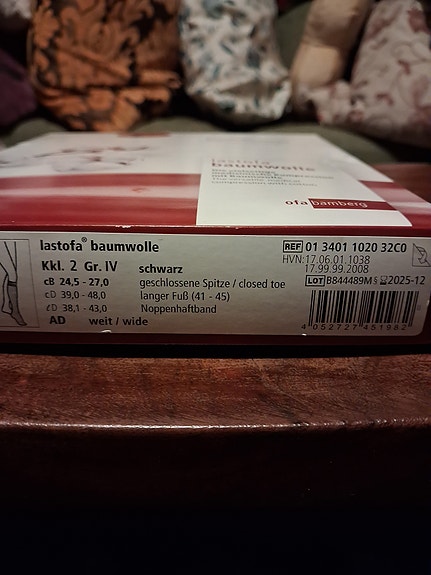 lastofa
baumwolle
ofa bamberg
lastofa® baumwolle
Kkl. 2 Gr. IV schwarz
cB 24,5 - 27,0 geschlossene Spitze / closed toe
cD 39,0 - 48,0 langer Fuß (41 - 45)
ℓD 38,1 - 43,0 Noppenhaftband
AD weit / wide
REF 01 3401 1020 32C0
HVN:17.06.01.1038
17.99.99.2008
LOT B844489M 2025-12
4 052727 451982